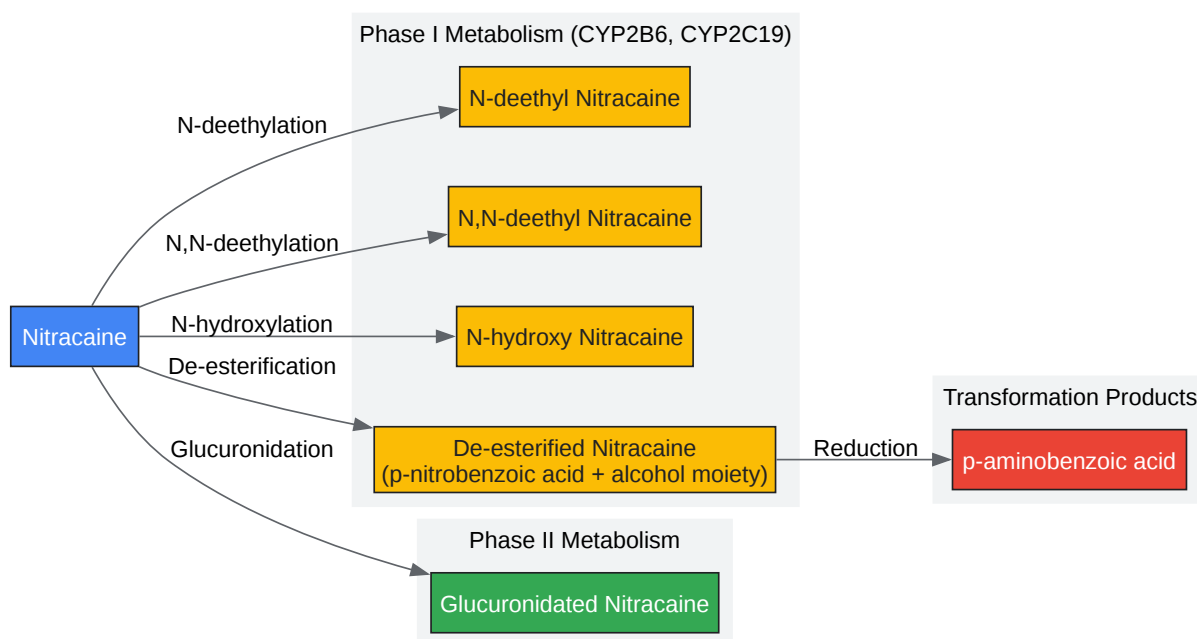 Phase I Metabolism (CYP2B6, CYP2C19)
N-deethyl Nitracaine
N-deethylation
N,N-deethyl Nitracaine
N,N-deethylation
Nitracaine
N-hydroxylation
N-hydroxy Nitracaine
De-esterification
De-esterified Nitracaine
(p-nitrobenzoic acid + alcohol moiety)
Reduction
Transformation Products
p-aminobenzoic acid
Glucuronidation
Phase II Metabolism
Glucuronidated Nitracaine